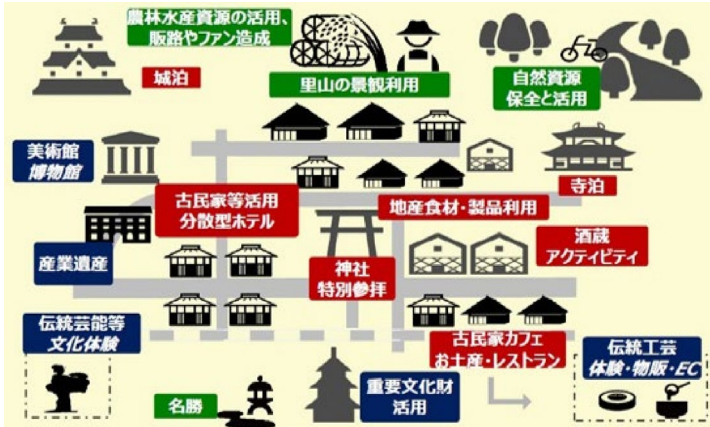 農林水産資源の活用、
販路やファン造成
城泊
里山の景観利用
自然資源
保全と活用
美術館
博物館
古民家等活用
分散型ホテル
地産食材・製品利用
寺泊
産業遺産
神社
特別参拝
酒蔵
アクティビティ
伝統芸能等
文化体験
古民家カフェ
お土産・レストラン
伝統工芸
体験・物販・EC
名勝
重要文化財
活用